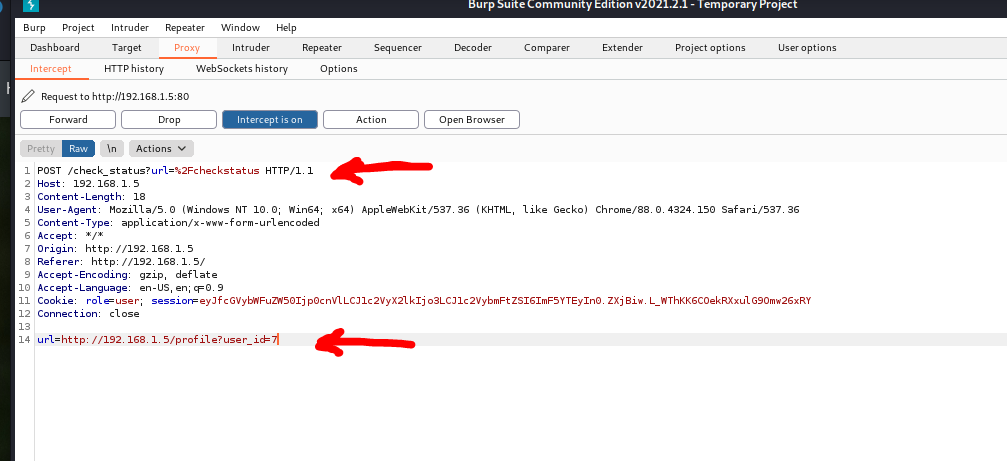 Burp Suite Community Edition v2021.2.1 - Temporary Project
Burp Project Intruder Repeater Window Help
Dashboard Target Proxy Intruder Repeater Sequencer Decoder Comparer Extender Project options User options
Intercept HTTP history WebSockets history Options
Request to http://192.168.1.5:80
Forward Drop Intercept is on Action Open Browser
Pretty Raw \n Actions
1 POST /check_status?url=%2Fcheckstatus HTTP/1.1
2 Host: 192.168.1.5
3 Content-Length: 18
4 User-Agent: Mozilla/5.0 (Windows NT 10.0; Win64; x64) AppleWebKit/537.36 (KHTML, like Gecko) Chrome/88.0.4324.150 Safari/537.36
5 Content-Type: application/x-www-form-urlencoded
6 Accept: */*
7 Origin: http://192.168.1.5
8 Referer: http://192.168.1.5/
9 Accept-Encoding: gzip, deflate
10 Accept-Language: en-US,en;q=0.9
11 Cookie: role=user; session=eyJfcGVybWFuZW50Ijp0cnVlLCJ1c2VyX2lkIjo3LCJ1c2VybmFtZSI6ImF5YTEyIn0.ZXjBiw.L_WThKK6COekRXxulG9Omw26xRY
12 Connection: close
13
14 url=http://192.168.1.5/profile?user_id=7